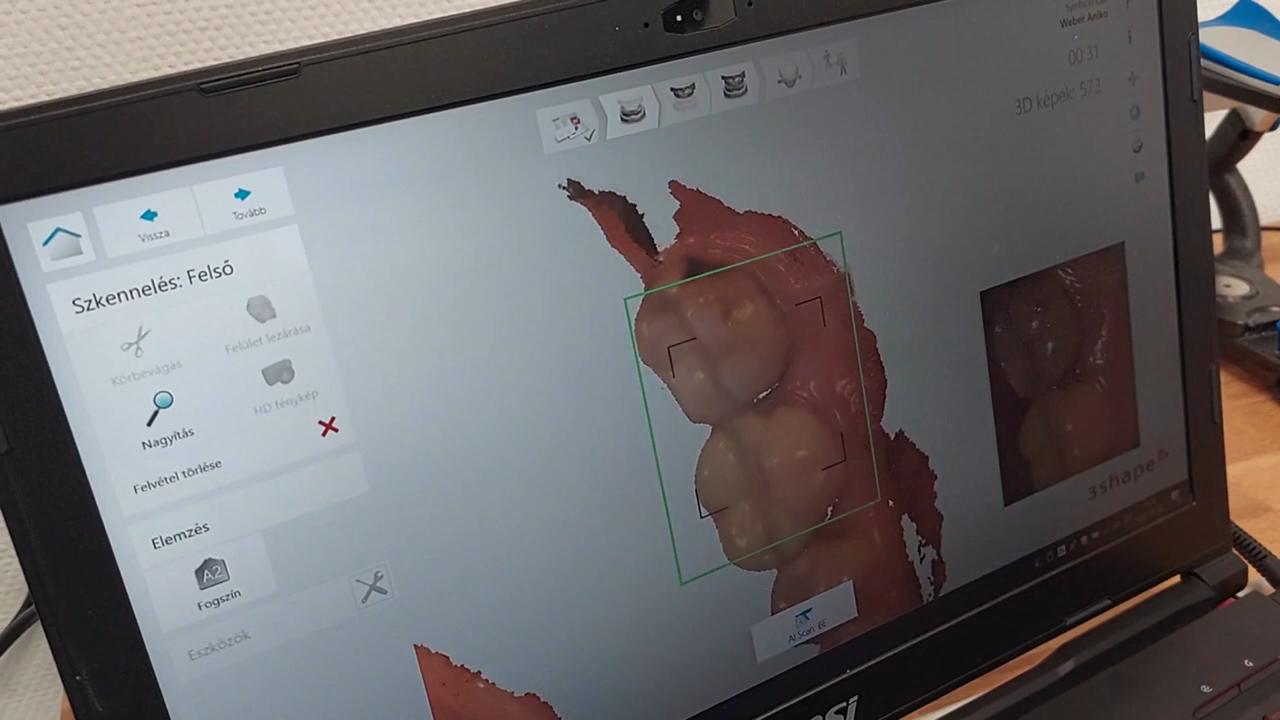 Weber Anikó
00:31
3D képek: 573
Vissza
Tovább
Szkennelés: Felső
Körbevágás
Felület lezárása
Nagyítás
HD fénykép
Felvétel törlése
Elemzés
A2
Fogszín
Eszközök
AI Scan: BE
3shape
msi